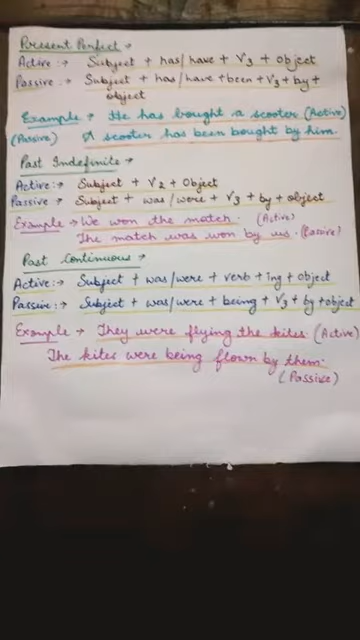 Present Perfect →
Active :→ Subject + has/have + V3 + Object
Passive :→ Subject + has/have + been + V3 + by +
object
Example :→ He has bought a scooter (Active)
(Passive) A scooter has been bought by him.
Past Indefinite →
Active :→ Subject + V2 + Object
Passive :→ Subject + was/were + V3 + by + object
Example → We won the match. (Active)
The match was won by us. (Passive)
Past Continuous →
Active :→ Subject + was/were + verb + ing + object
Passive :→ Subject + was/were + being + V3 + by + object
Example → They were flying the kites (Active)
The kites were being flown by them.
(Passive)